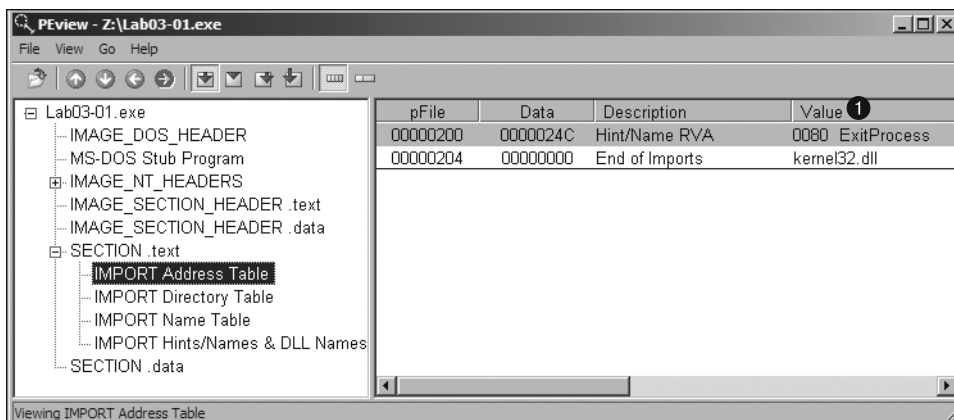 PEview - Z:\Lab03-01.exe
File View Go Help
Lab03-01.exe
IMAGE_DOS_HEADER
MS-DOS Stub Program
IMAGE_NT_HEADERS
IMAGE_SECTION_HEADER .text
IMAGE_SECTION_HEADER .data
SECTION .text
IMPORT Address Table
IMPORT Directory Table
IMPORT Name Table
IMPORT Hints/Names & DLL Names
SECTION .data
pFile Data Description Value 1
00000200 0000024C Hint/Name RVA 0080 ExitProcess
00000204 00000000 End of Imports kernel32.dll
Viewing IMPORT Address Table